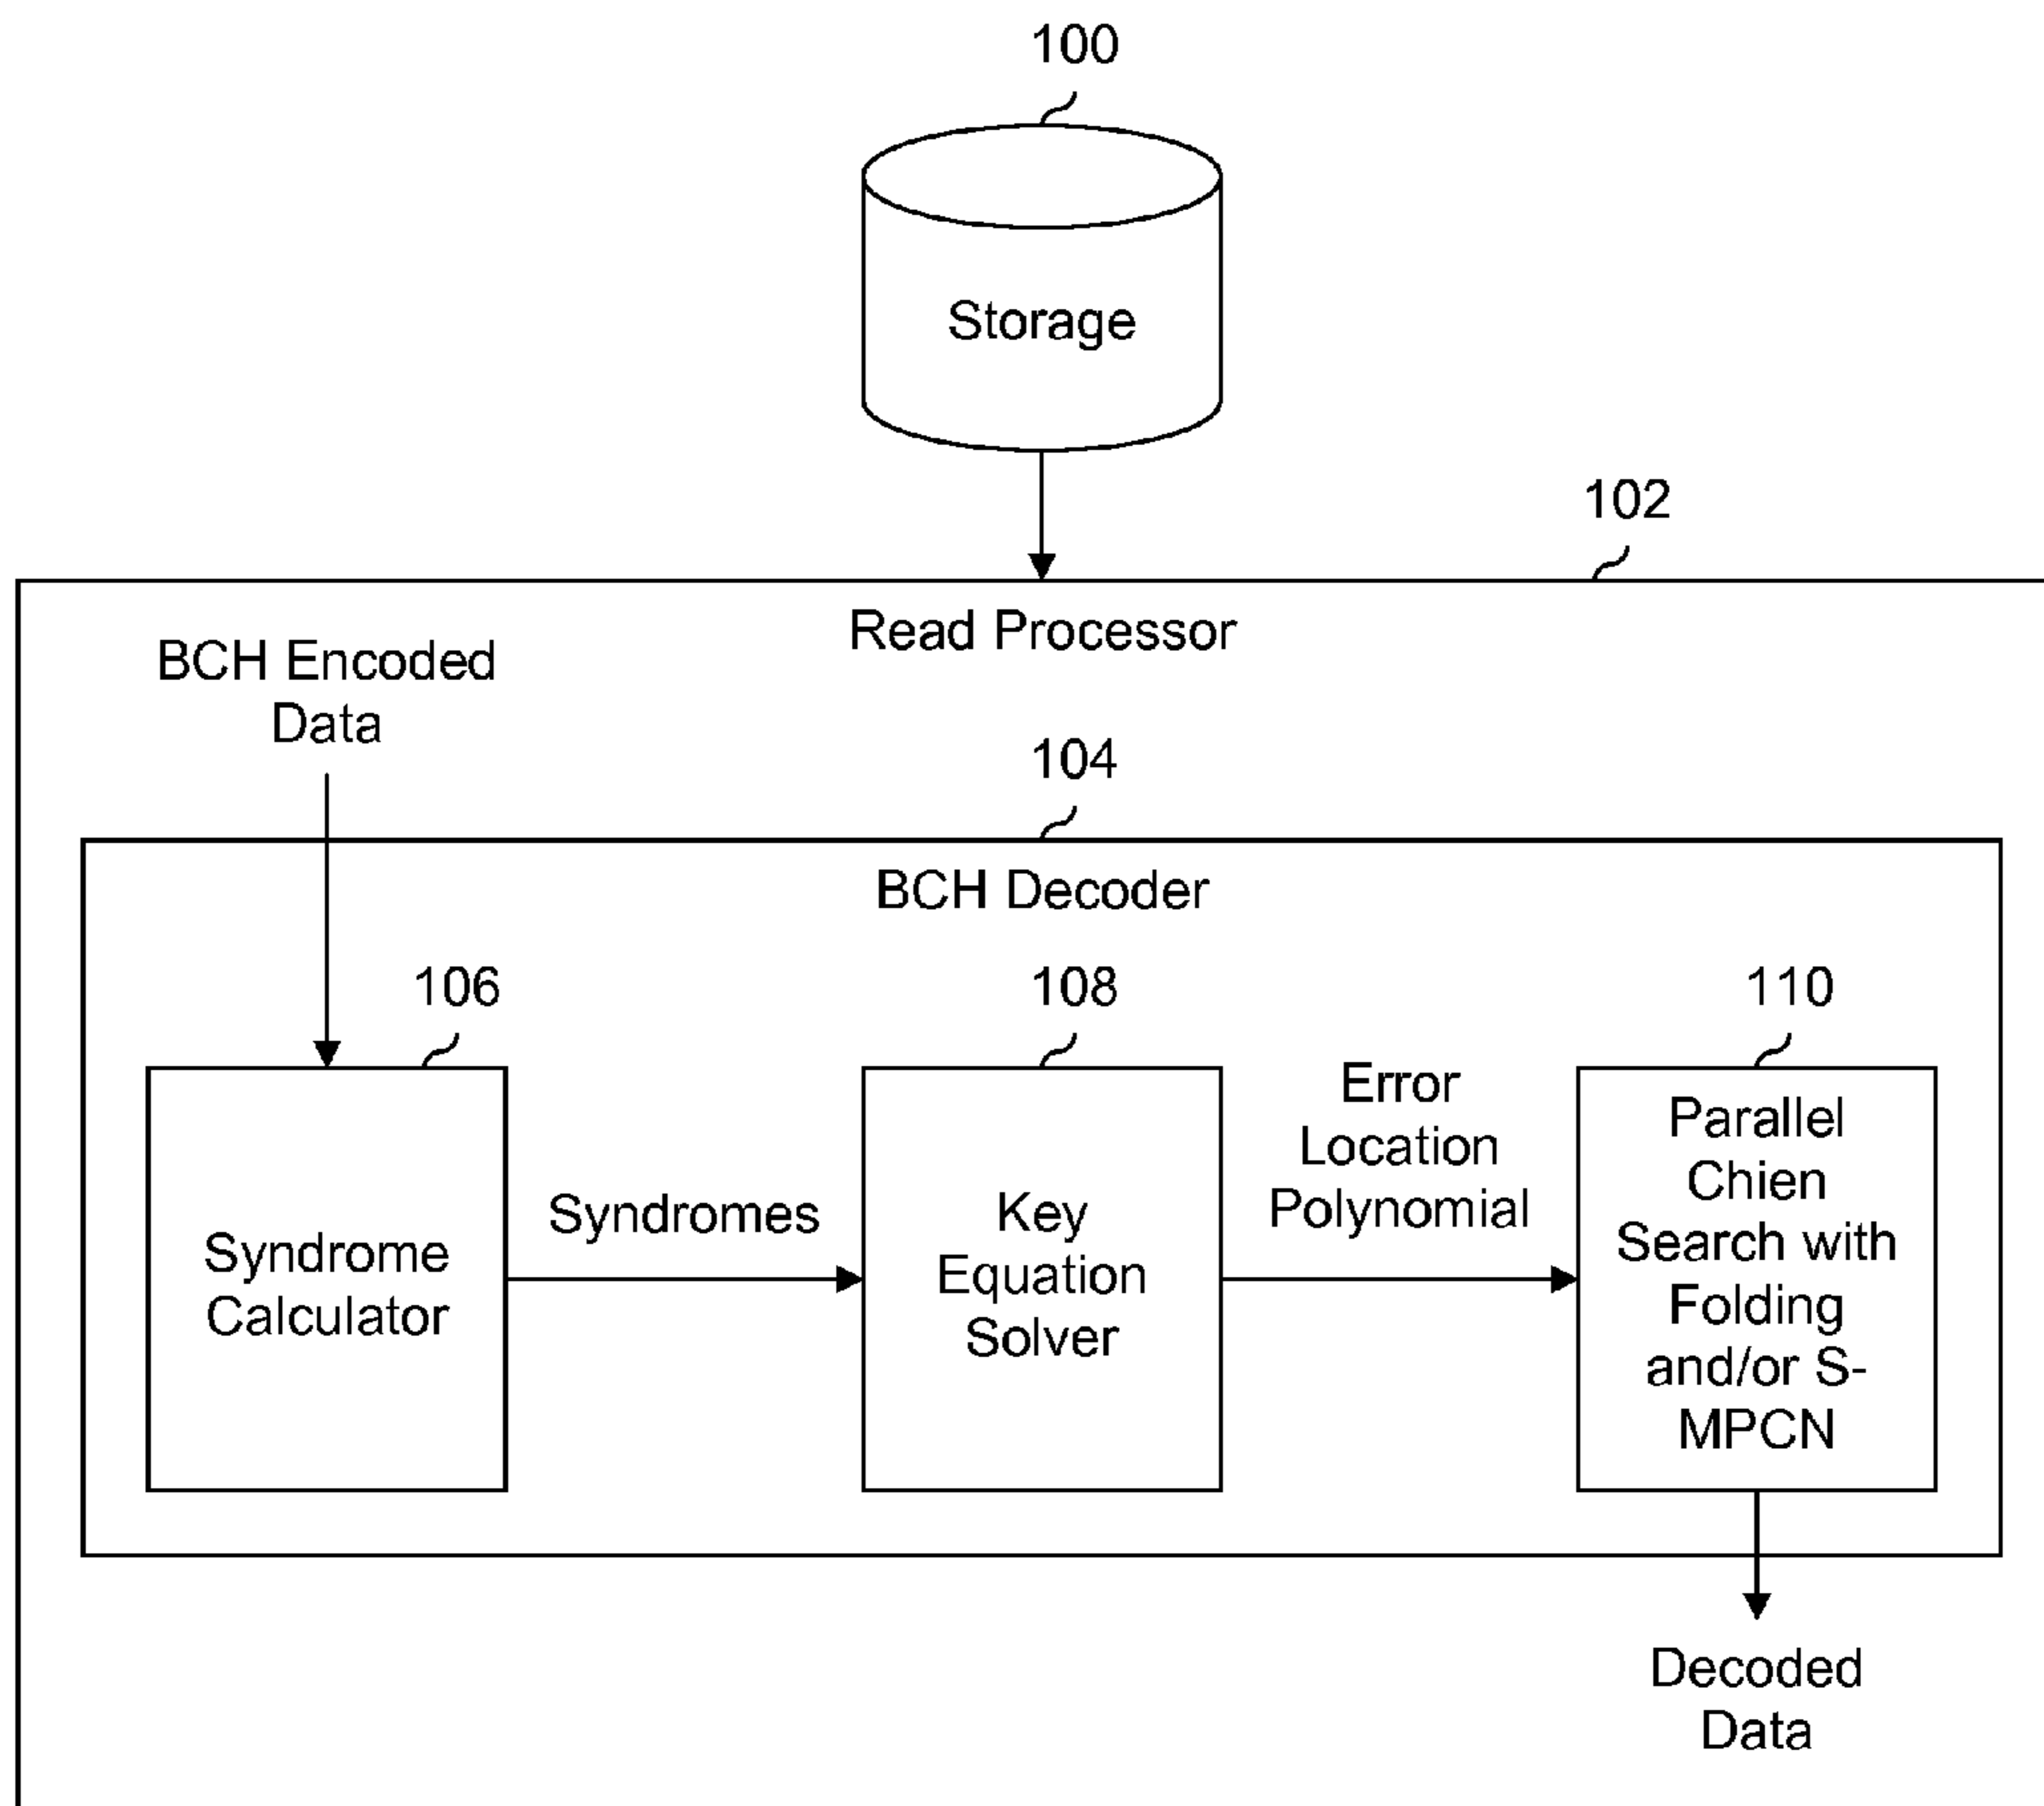 100
Storage
102
Read Processor
BCH Encoded
Data
104
BCH Decoder
106
108
110
Syndrome
Calculator
Syndromes
Key
Equation
Solver
Error
Location
Polynomial
Parallel
Chien
Search with
Folding
and/or S-
MPCN
Decoded
Data